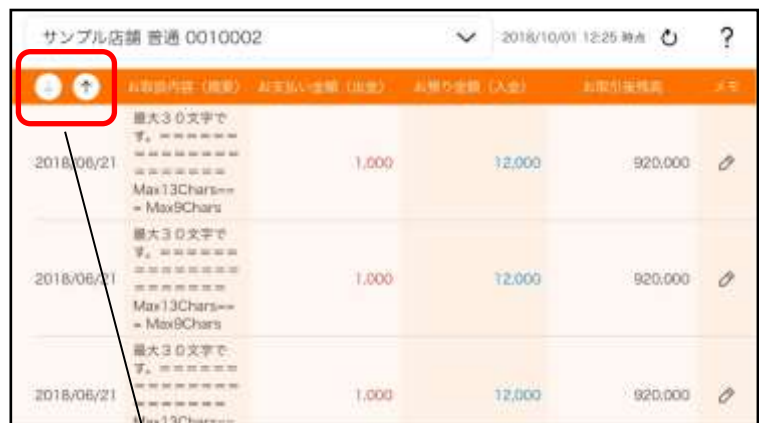 サンプル店舗 普通 0010002
2018/10/01 12:25 時点
?
お取扱内容（摘要） お支払い金額（出金） お預り金額（入金） お取引後残高 メモ
最大30文字で
す。＝＝＝＝＝＝
＝＝＝＝＝＝＝＝
＝＝＝＝＝＝＝
Max13Chars==
= Max9Chars
2018/06/21 1,000 12,000 920,000
最大30文字で
す。＝＝＝＝＝＝
＝＝＝＝＝＝＝＝
＝＝＝＝＝＝＝
Max13Chars==
= Max9Chars
2018/06/21 1,000 12,000 920,000
最大30文字で
す。＝＝＝＝＝＝
＝＝＝＝＝＝＝＝
＝＝＝＝＝＝＝
Max13Chars==
2018/06/21 1,000 12,000 920,000